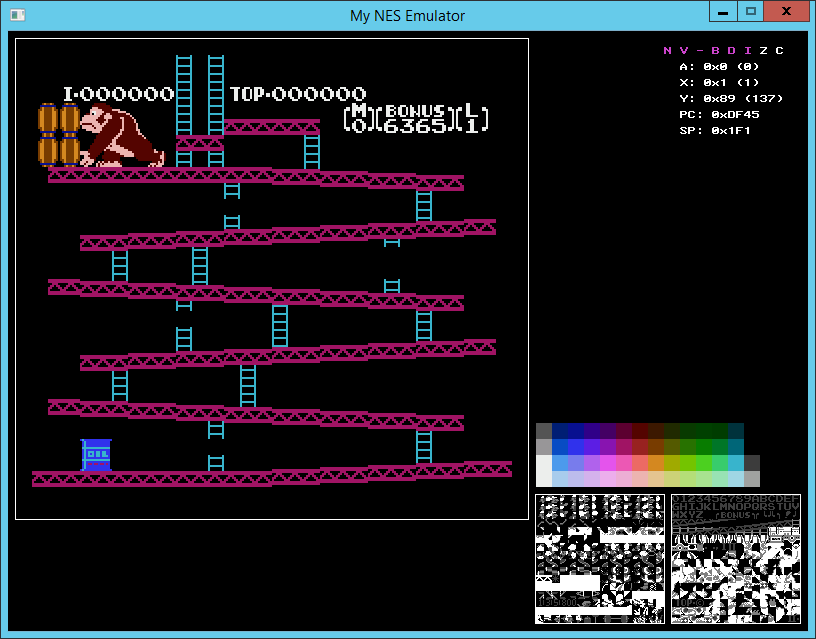 My NES Emulator
N V - B D I Z C
A: 0x0 (0)
X: 0x1 (1)
Y: 0x89 (137)
PC: 0xDF45
SP: 0x1F1
I-000000 TOP-000000
M BONUS L
0 6365 1
OIL
0123456789ABCDEF
GHIJKLMNOPQRSTUV
WXYZ
BONUS